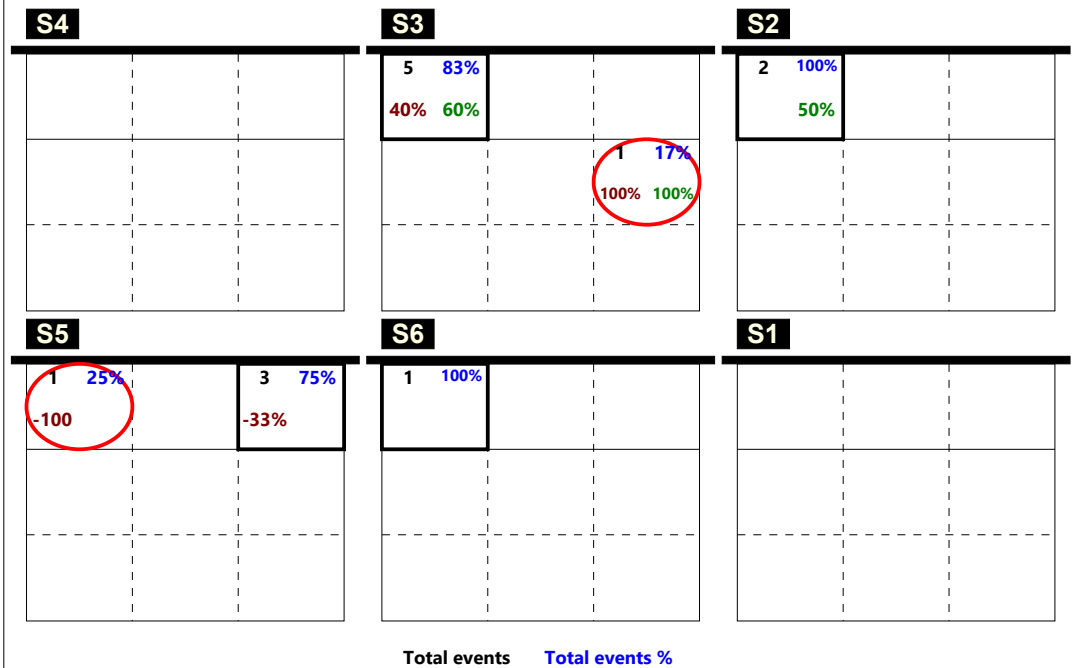 S4 S3 S2
5 83% 2 100%
40% 60% 50%
1 17%
100% 100%
S5 S6 S1
1 25% 3 75% 1 100%
-100 -33%
Total events Total events %